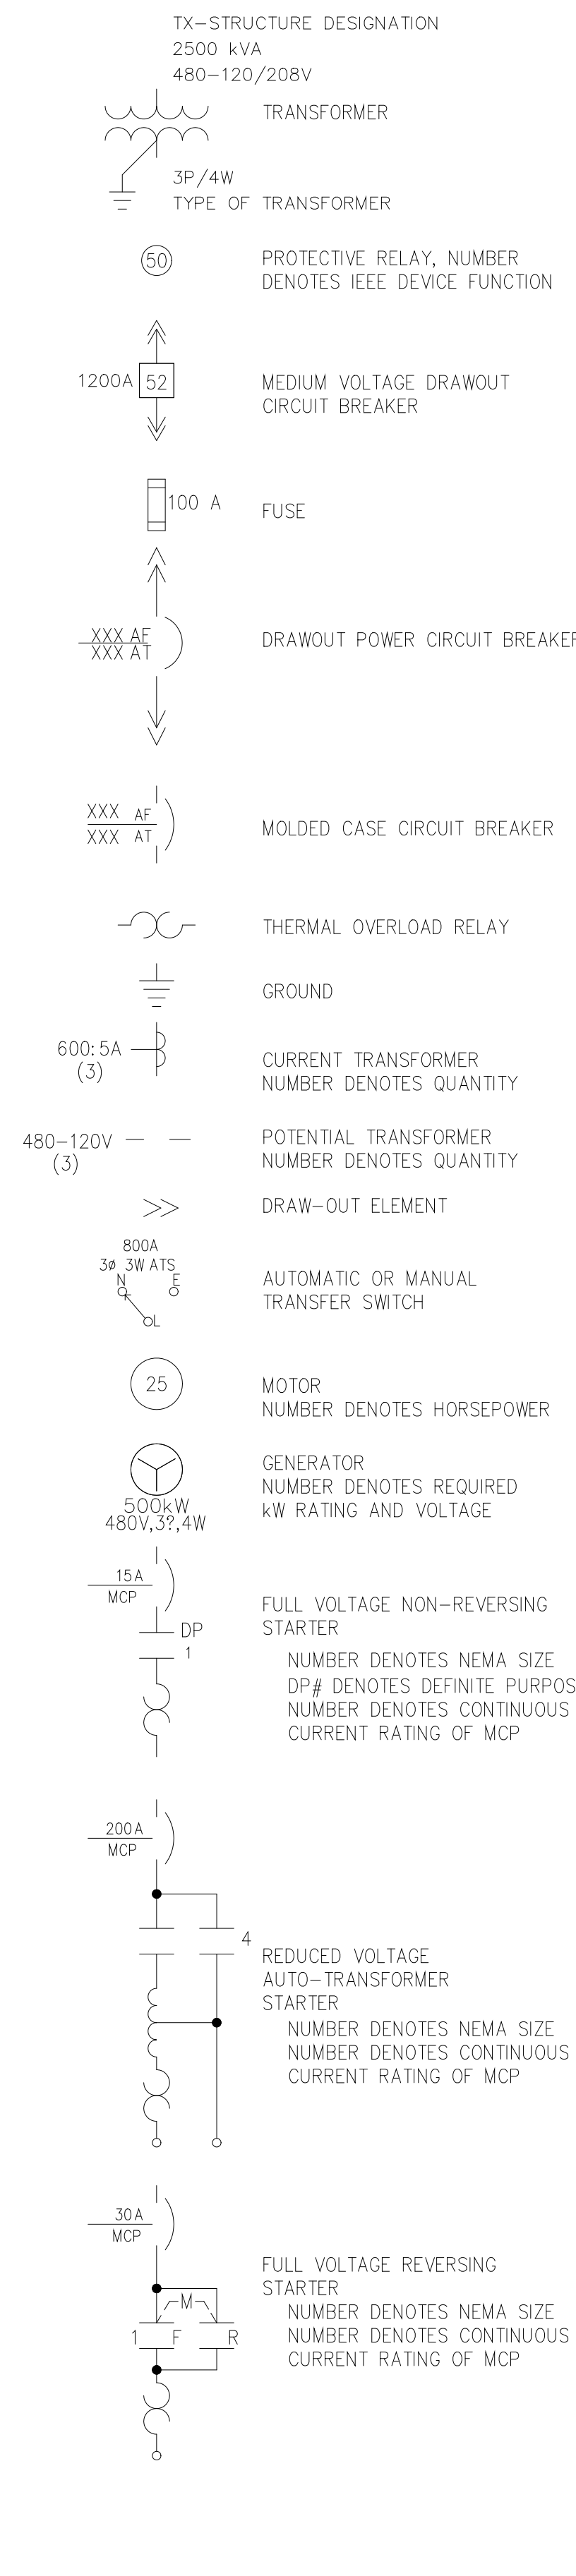 TX-STRUCTURE DESIGNATION
2500 kVA
480-120/208V
TRANSFORMER
3P/4W
TYPE OF TRANSFORMER
50
PROTECTIVE RELAY, NUMBER
DENOTES IEEE DEVICE FUNCTION
1200A 52
MEDIUM VOLTAGE DRAWOUT
CIRCUIT BREAKER
100 A
FUSE
XXX AF
XXX AT
DRAWOUT POWER CIRCUIT BREAKER
XXX AF
XXX AT
MOLDED CASE CIRCUIT BREAKER
THERMAL OVERLOAD RELAY
GROUND
600:5A
(3)
CURRENT TRANSFORMER
NUMBER DENOTES QUANTITY
480-120V
(3)
POTENTIAL TRANSFORMER
NUMBER DENOTES QUANTITY
DRAW-OUT ELEMENT
800A
3ø 3W ATS
N E
L
AUTOMATIC OR MANUAL
TRANSFER SWITCH
25
MOTOR
NUMBER DENOTES HORSEPOWER
500kW
480V,3?,4W
GENERATOR
NUMBER DENOTES REQUIRED
kW RATING AND VOLTAGE
15A
MCP
DP
1
FULL VOLTAGE NON-REVERSING
STARTER
NUMBER DENOTES NEMA SIZE
DP# DENOTES DEFINITE PURPOS
NUMBER DENOTES CONTINUOUS
CURRENT RATING OF MCP
200A
MCP
4
REDUCED VOLTAGE
AUTO-TRANSFORMER
STARTER
NUMBER DENOTES NEMA SIZE
NUMBER DENOTES CONTINUOUS
CURRENT RATING OF MCP
30A
MCP
M
1 F R
FULL VOLTAGE REVERSING
STARTER
NUMBER DENOTES NEMA SIZE
NUMBER DENOTES CONTINUOUS
CURRENT RATING OF MCP